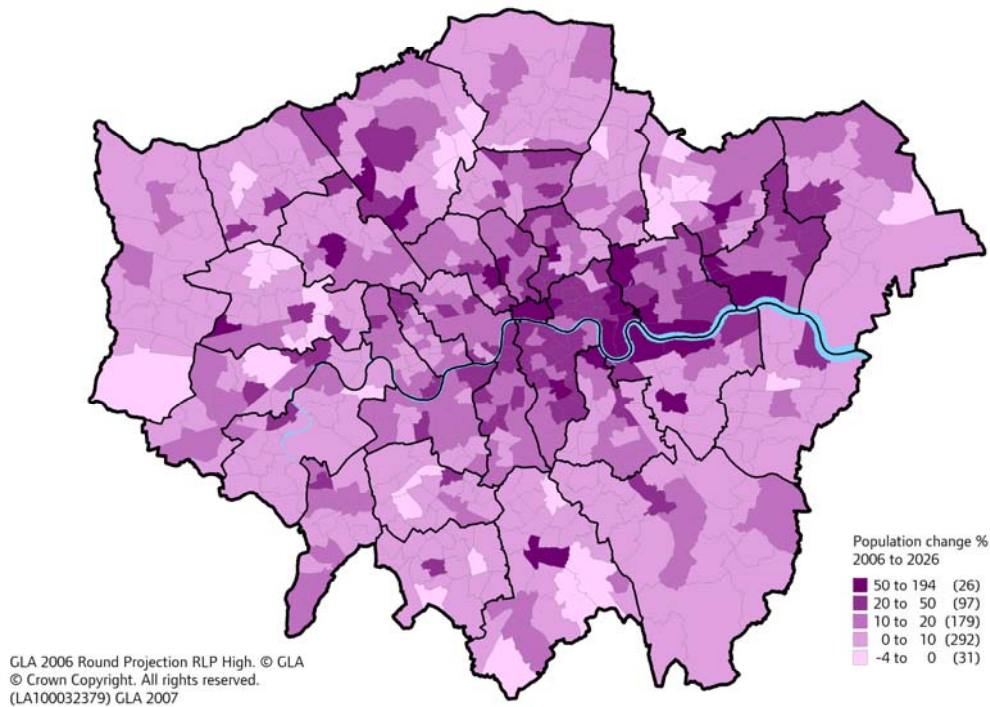 Population change %
2006 to 2026
50 to 194 (26)
20 to 50 (97)
10 to 20 (179)
0 to 10 (292)
-4 to 0 (31)
GLA 2006 Round Projection RLP High. © GLA
© Crown Copyright. All rights reserved.
(LA100032379) GLA 2007